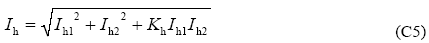 I_h = √(I_h1² + I_h2² + K_h I_h1 I_h2) (C5)